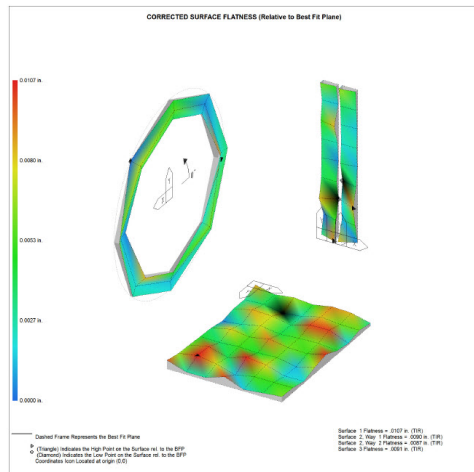 CORRECTED SURFACE FLATNESS (Relative to Best Fit Plane)
0.0107 in.
0.0080 in.
0.0053 in.
0.0027 in.
0.0000 in.
Dashed Frame Represents the Best Fit Plane
(Triangle) Indicates the High Point on the Surface rel. to the BFP
(Diamond) Indicates the Low Point on the Surface rel. to the BFP
Coordinates Icon Located at origin (0,0)
Surface 1 Flatness = .0107 in. (TIR)
Surface 2, Way 1 Flatness = .0090 in. (TIR)
Surface 2, Way 2 Flatness = .0087 in. (TIR)
Surface 3 Flatness = .0091 in. (TIR)